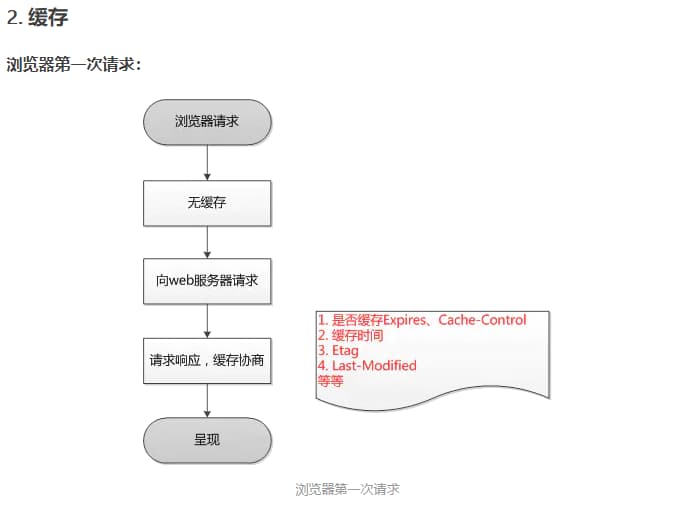 2. 缓存
浏览器第一次请求：
浏览器请求
无缓存
向web服务器请求
请求响应，缓存协商
呈现
1. 是否缓存Expires、Cache-Control
2. 缓存时间
3. Etag
4. Last-Modified
等等
浏览器第一次请求